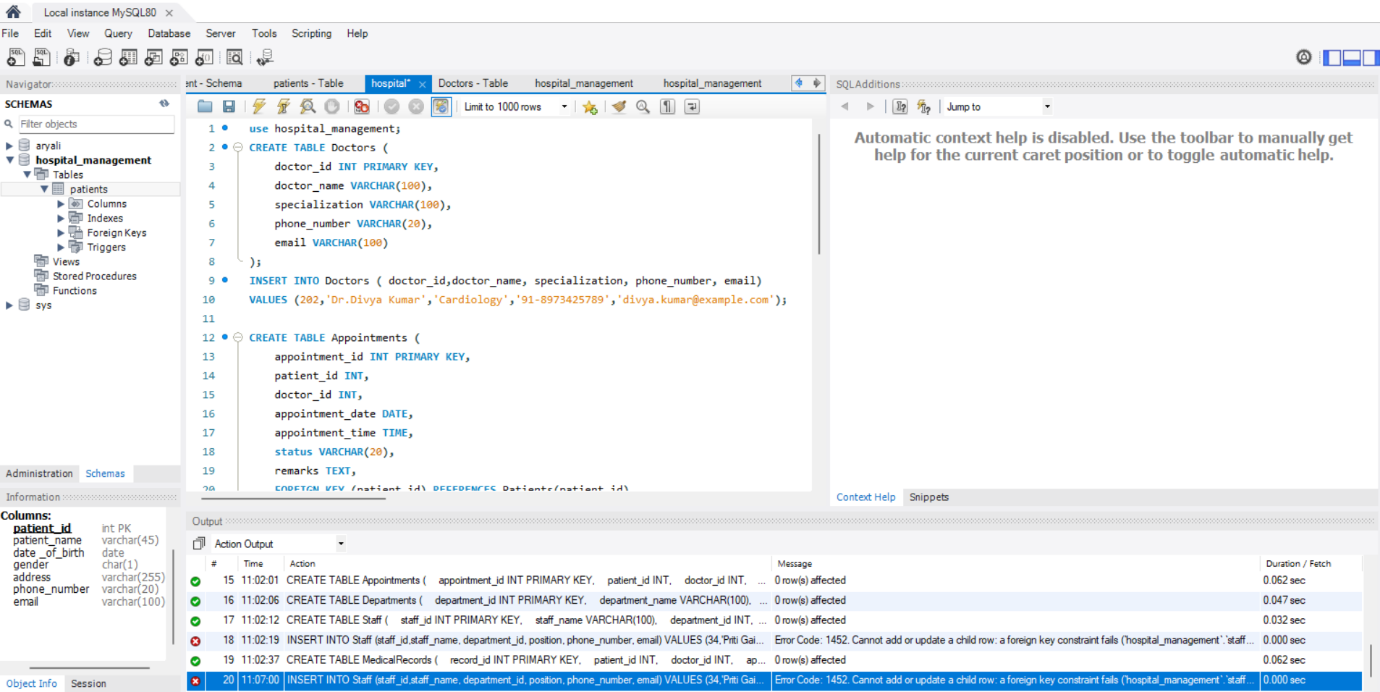 Local instance MySQL80 ×
File Edit View Query Database Server Tools Scripting Help
Navigator
SCHEMAS
Filter objects
aryali
hospital_management
Tables
patients
Columns
Indexes
Foreign Keys
Triggers
Views
Stored Procedures
Functions
sys
Administration Schemas
Information
Columns:
patient_id int PK
patient_name varchar(45)
date _of_birth date
gender char(1)
address varchar(255)
phone_number varchar(20)
email varchar(100)
Object Info Session
ent - Schema patients - Table hospital* × Doctors - Table hospital_management hospital_management
Limit to 1000 rows
1 use hospital_management;
2 CREATE TABLE Doctors (
3 doctor_id INT PRIMARY KEY,
4 doctor_name VARCHAR(100),
5 specialization VARCHAR(100),
6 phone_number VARCHAR(20),
7 email VARCHAR(100)
8 );
9 INSERT INTO Doctors ( doctor_id,doctor_name, specialization, phone_number, email)
10 VALUES (202,'Dr.Divya Kumar','Cardiology','91-8973425789','divya.kumar@example.com');
11
12 CREATE TABLE Appointments (
13 appointment_id INT PRIMARY KEY,
14 patient_id INT,
15 doctor_id INT,
16 appointment_date DATE,
17 appointment_time TIME,
18 status VARCHAR(20),
19 remarks TEXT,
20 FOREIGN KEY (patient_id) REFERENCES Patients(patient_id)
SQLAdditions
Jump to
Automatic context help is disabled. Use the toolbar to manually get
help for the current caret position or to toggle automatic help.
Context Help Snippets
Output
Action Output
# Time Action Message Duration / Fetch
15 11:02:01 CREATE TABLE Appointments ( appointment_id INT PRIMARY KEY, patient_id INT, doctor_id INT, ... 0 row(s) affected 0.062 sec
16 11:02:06 CREATE TABLE Departments ( department_id INT PRIMARY KEY, department_name VARCHAR(100), ... 0 row(s) affected 0.047 sec
17 11:02:12 CREATE TABLE Staff ( staff_id INT PRIMARY KEY, staff_name VARCHAR(100), department_id INT, ... 0 row(s) affected 0.032 sec
18 11:02:19 INSERT INTO Staff (staff_id,staff_name, department_id, position, phone_number, email) VALUES (34,'Priti Gai... Error Code: 1452. Cannot add or update a child row: a foreign key constraint fails (`hospital_management`.`staff... 0.000 sec
19 11:02:37 CREATE TABLE MedicalRecords ( record_id INT PRIMARY KEY, patient_id INT, doctor_id INT, ap... 0 row(s) affected 0.062 sec
20 11:07:00 INSERT INTO Staff (staff_id,staff_name, department_id, position, phone_number, email) VALUES (34,'Priti Gai... Error Code: 1452. Cannot add or update a child row: a foreign key constraint fails (`hospital_management`.`staff... 0.000 sec